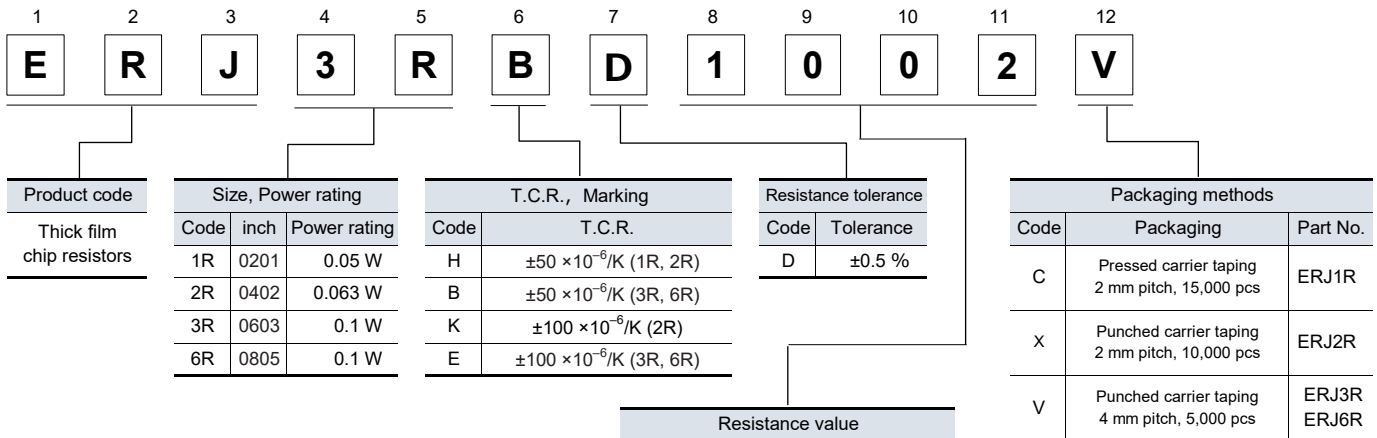 1 2 3 4 5 6 7 8 9 10 11 12
E R J 3 R B D 1 0 0 2 V
Product code
Thick film
chip resistors
Size, Power rating
Code inch Power rating
1R 0201 0.05 W
2R 0402 0.063 W
3R 0603 0.1 W
6R 0805 0.1 W
T.C.R., Marking
Code T.C.R.
H ±50 ×10⁻⁶/K (1R, 2R)
B ±50 ×10⁻⁶/K (3R, 6R)
K ±100 ×10⁻⁶/K (2R)
E ±100 ×10⁻⁶/K (3R, 6R)
Resistance tolerance
Code Tolerance
D ±0.5 %
Resistance value
Packaging methods
Code Packaging Part No.
C Pressed carrier taping
2 mm pitch, 15,000 pcs ERJ1R
X Punched carrier taping
2 mm pitch, 10,000 pcs ERJ2R
V Punched carrier taping
4 mm pitch, 5,000 pcs ERJ3R
ERJ6R